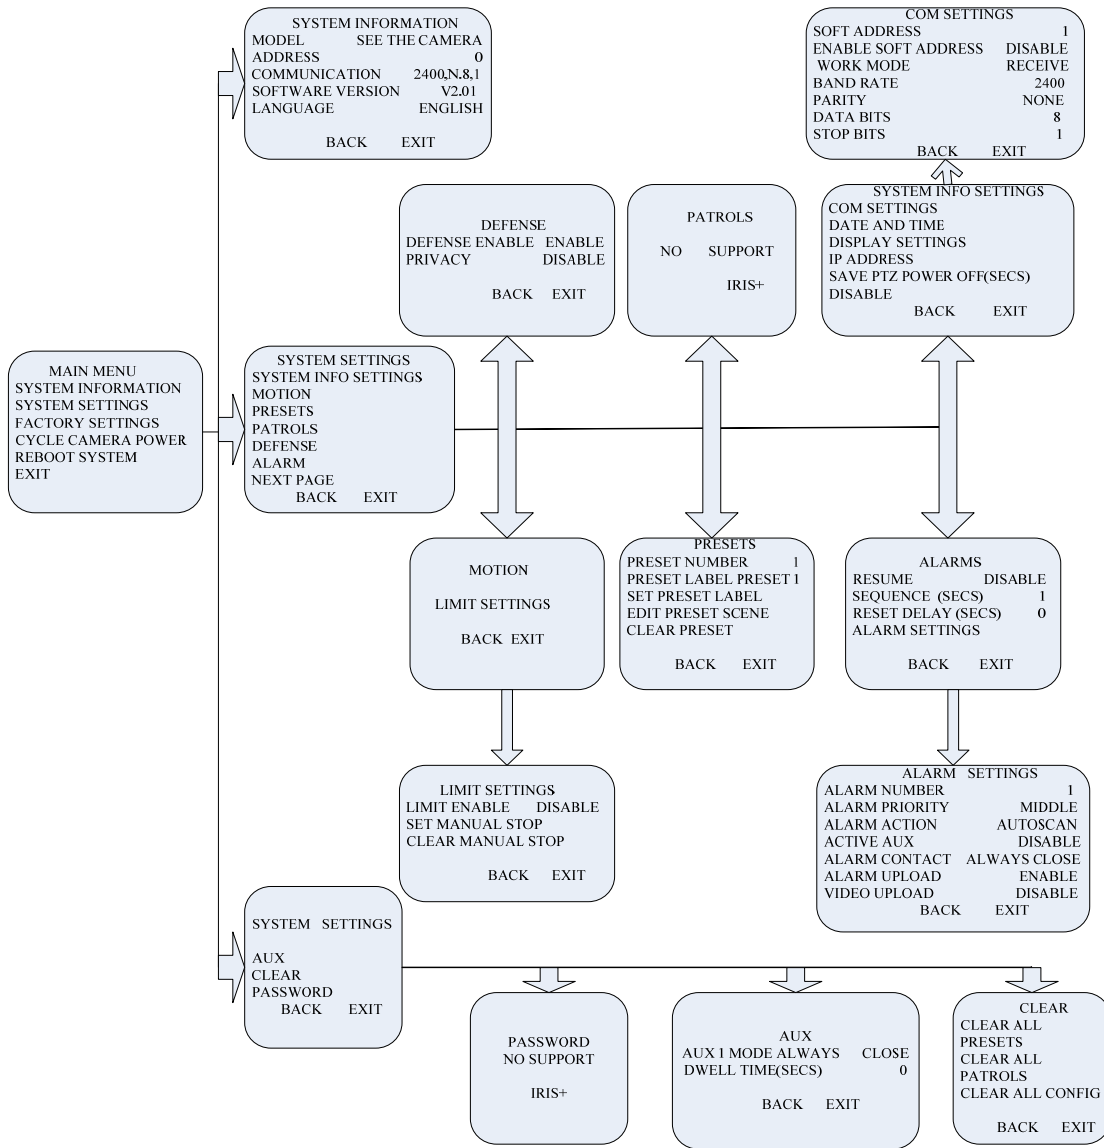 SYSTEM INFORMATION
MODEL SEE THE CAMERA
ADDRESS 0
COMMUNICATION 2400,N.8,1
SOFTWARE VERSION V2.01
LANGUAGE ENGLISH
BACK EXIT
COM SETTINGS
SOFT ADDRESS 1
ENABLE SOFT ADDRESS DISABLE
WORK MODE RECEIVE
BAND RATE 2400
PARITY NONE
DATA BITS 8
STOP BITS 1
BACK EXIT
DEFENSE
DEFENSE ENABLE ENABLE
PRIVACY DISABLE
BACK EXIT
PATROLS
NO SUPPORT
IRIS+
SYSTEM INFO SETTINGS
COM SETTINGS
DATE AND TIME
DISPLAY SETTINGS
IP ADDRESS
SAVE PTZ POWER OFF(SECS)
DISABLE
BACK EXIT
MAIN MENU
SYSTEM INFORMATION
SYSTEM SETTINGS
FACTORY SETTINGS
CYCLE CAMERA POWER
REBOOT SYSTEM
EXIT
SYSTEM SETTINGS
SYSTEM INFO SETTINGS
MOTION
PRESETS
PATROLS
DEFENSE
ALARM
NEXT PAGE
BACK EXIT
MOTION
LIMIT SETTINGS
BACK EXIT
PRESETS
PRESET NUMBER 1
PRESET LABEL PRESET 1
SET PRESET LABEL
EDIT PRESET SCENE
CLEAR PRESET
BACK EXIT
ALARMS
RESUME DISABLE
SEQUENCE (SECS) 1
RESET DELAY (SECS) 0
ALARM SETTINGS
BACK EXIT
LIMIT SETTINGS
LIMIT ENABLE DISABLE
SET MANUAL STOP
CLEAR MANUAL STOP
BACK EXIT
ALARM SETTINGS
ALARM NUMBER 1
ALARM PRIORITY MIDDLE
ALARM ACTION AUTOSCAN
ACTIVE AUX DISABLE
ALARM CONTACT ALWAYS CLOSE
ALARM UPLOAD ENABLE
VIDEO UPLOAD DISABLE
BACK EXIT
SYSTEM SETTINGS
AUX
CLEAR
PASSWORD
BACK EXIT
PASSWORD
NO SUPPORT
IRIS+
AUX
AUX 1 MODE ALWAYS CLOSE
DWELL TIME(SECS) 0
BACK EXIT
CLEAR
CLEAR ALL
PRESETS
CLEAR ALL
PATROLS
CLEAR ALL CONFIG
BACK EXIT